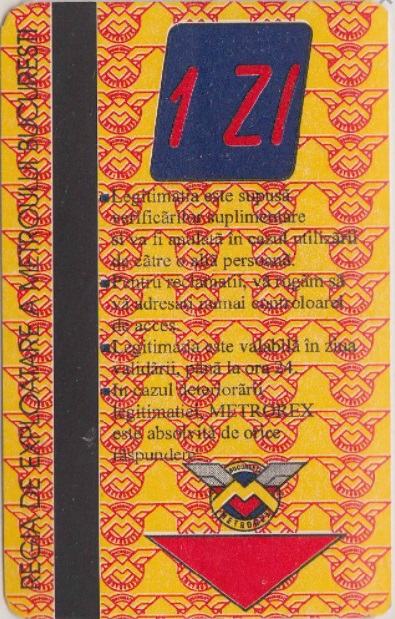 1 ZI
REGIA DE EXPLOATARE A METROULUI BUCUREȘTI
Legitimația este supusă
verificărilor suplimentare
și va fi anulată în cazul utilizării
de către o altă persoană.
Pentru reclamații, vă rugăm să
vă adresați numai controloarei
de acces.
Legitimația este valabilă în ziua
validării, până la ora 24.
În cazul deteriorării
legitimației, METROREX
este absolvită de orice
răspundere.
BUCUREȘTI
METROREX